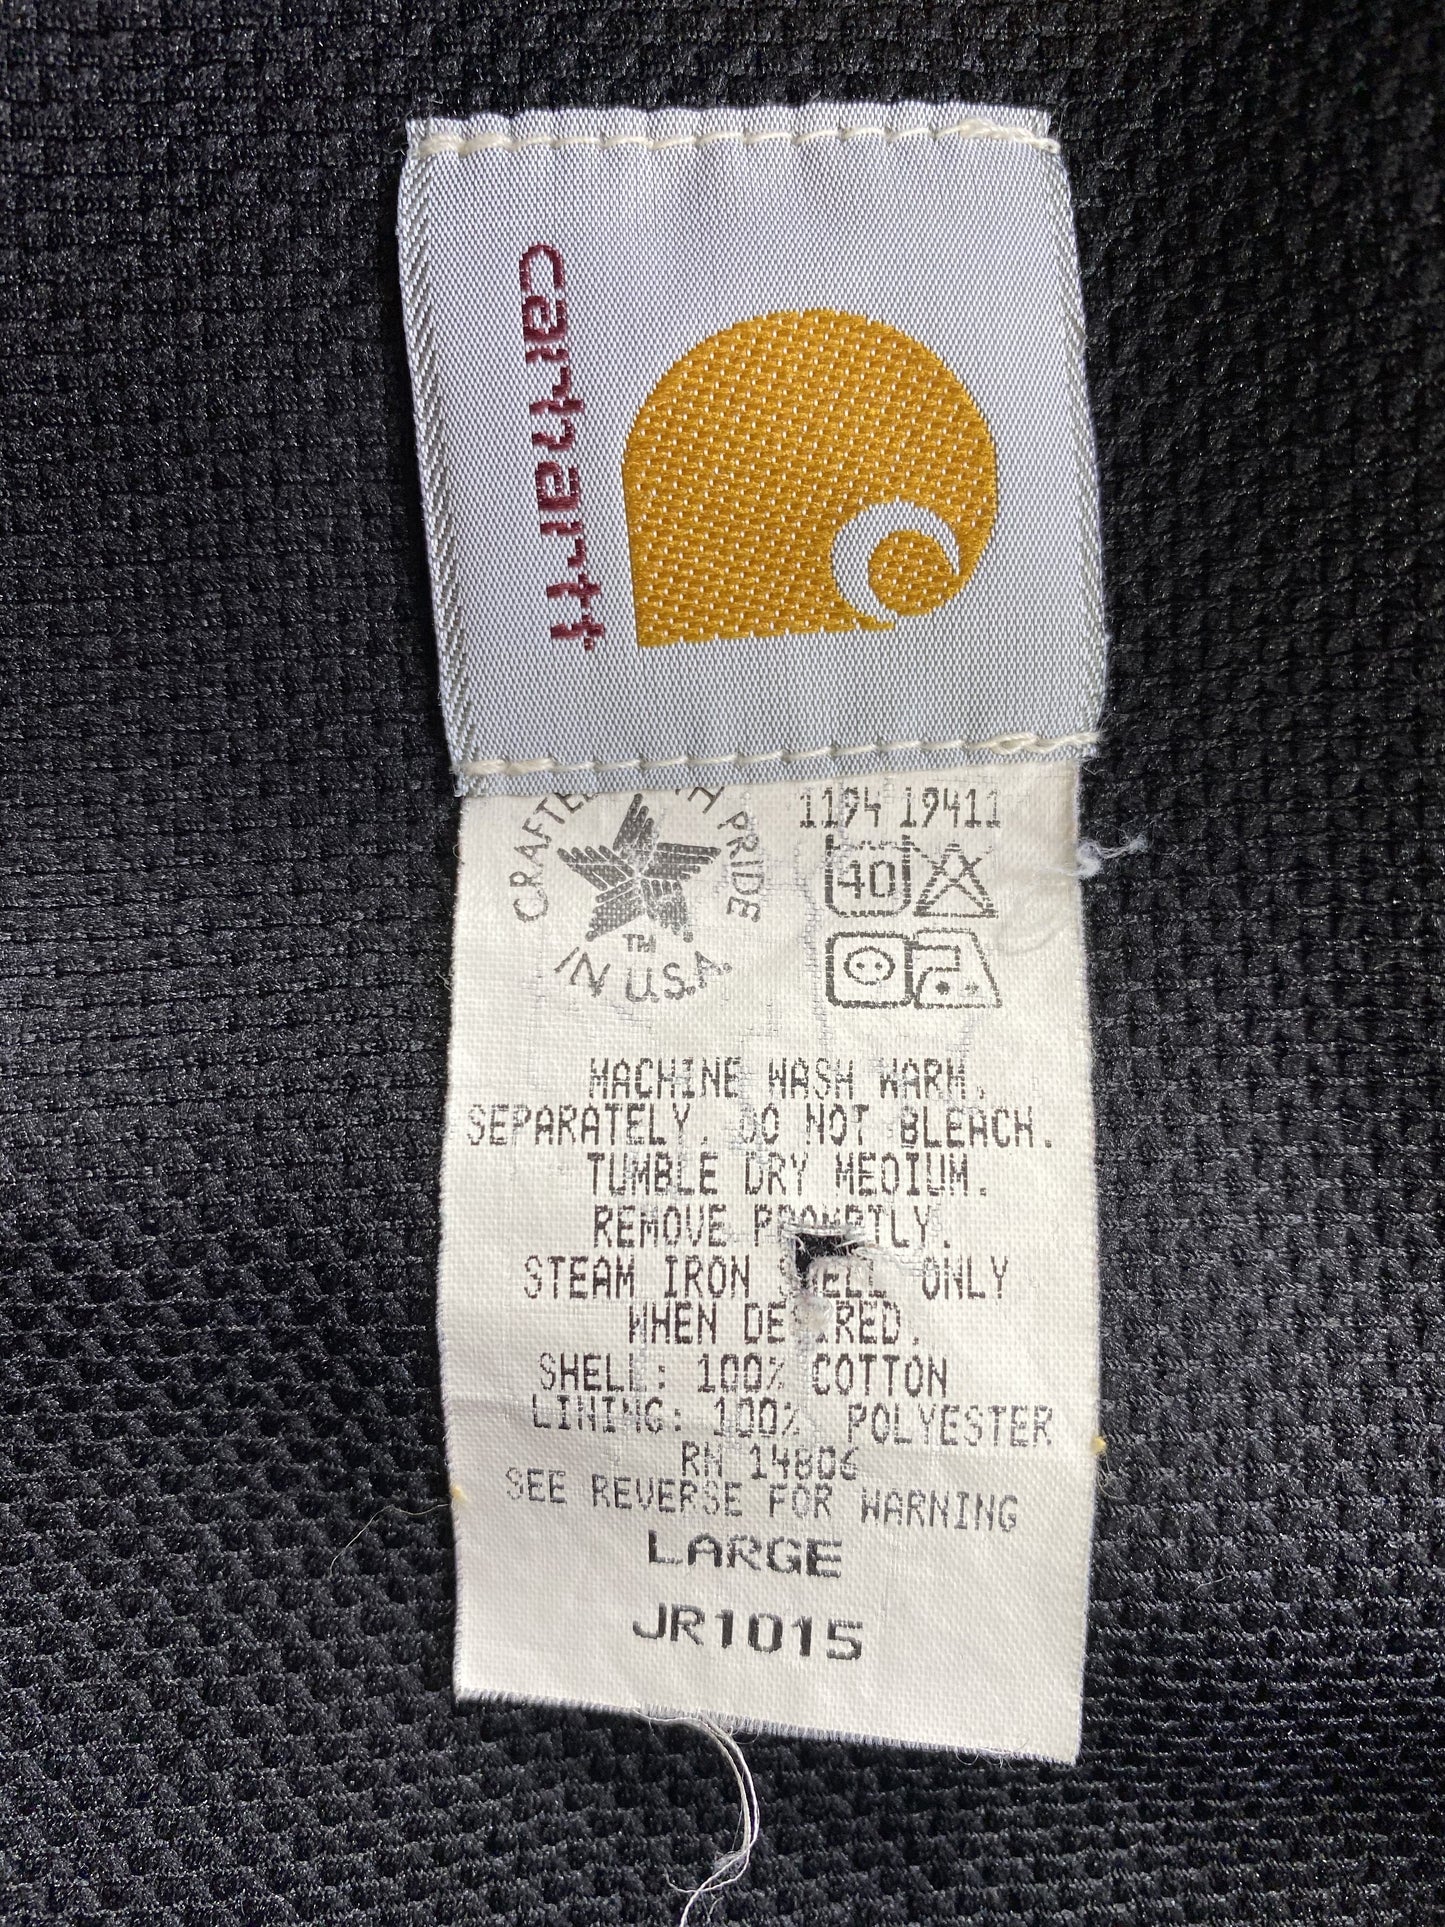 carhartt
CRAFTED WITH PRIDE
IN U.S.A.
TM
1194 19411
40
MACHINE WASH WARM,
SEPARATELY, DO NOT BLEACH.
TUMBLE DRY MEDIUM.
REMOVE PROMPTLY.
STEAM IRON SHELL ONLY
WHEN DESIRED.
SHELL: 100% COTTON
LINING: 100% POLYESTER
RN 14806
SEE REVERSE FOR WARNING
LARGE
JR1015